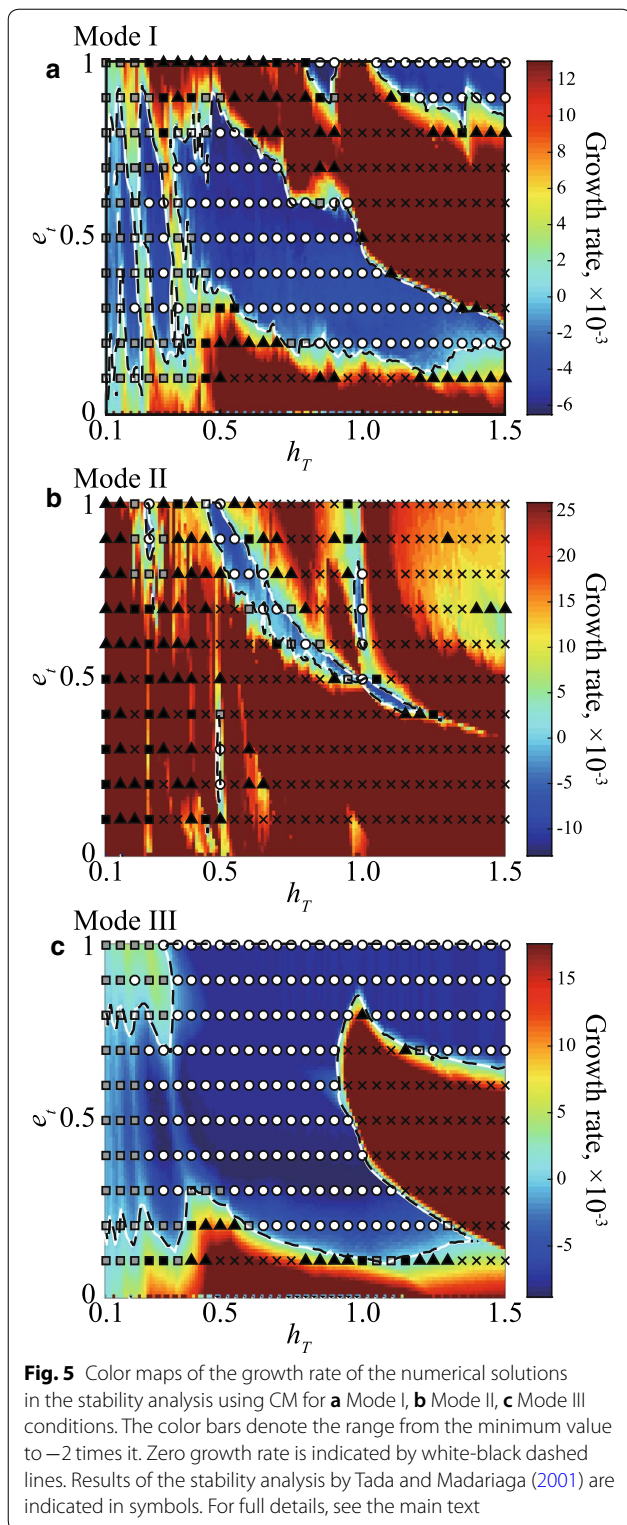 Mode I
a
1
e_t
0.5
0
0.1 0.5 1.0 1.5
h_T
12
10
8
6
4
2
0
-2
-4
-6
Growth rate, ×10⁻³
Mode II
b
1
e_t
0.5
0
0.1 0.5 1.0 1.5
h_T
25
20
15
10
5
0
-5
-10
Growth rate, ×10⁻³
Mode III
c
1
e_t
0.5
0
0.1 0.5 1.0 1.5
h_T
15
10
5
0
-5
Growth rate, ×10⁻³
Fig. 5 Color maps of the growth rate of the numerical solutions
in the stability analysis using CM for a Mode I, b Mode II, c Mode III
conditions. The color bars denote the range from the minimum value
to −2 times it. Zero growth rate is indicated by white-black dashed
lines. Results of the stability analysis by Tada and Madariaga (2001) are
indicated in symbols. For full details, see the main text